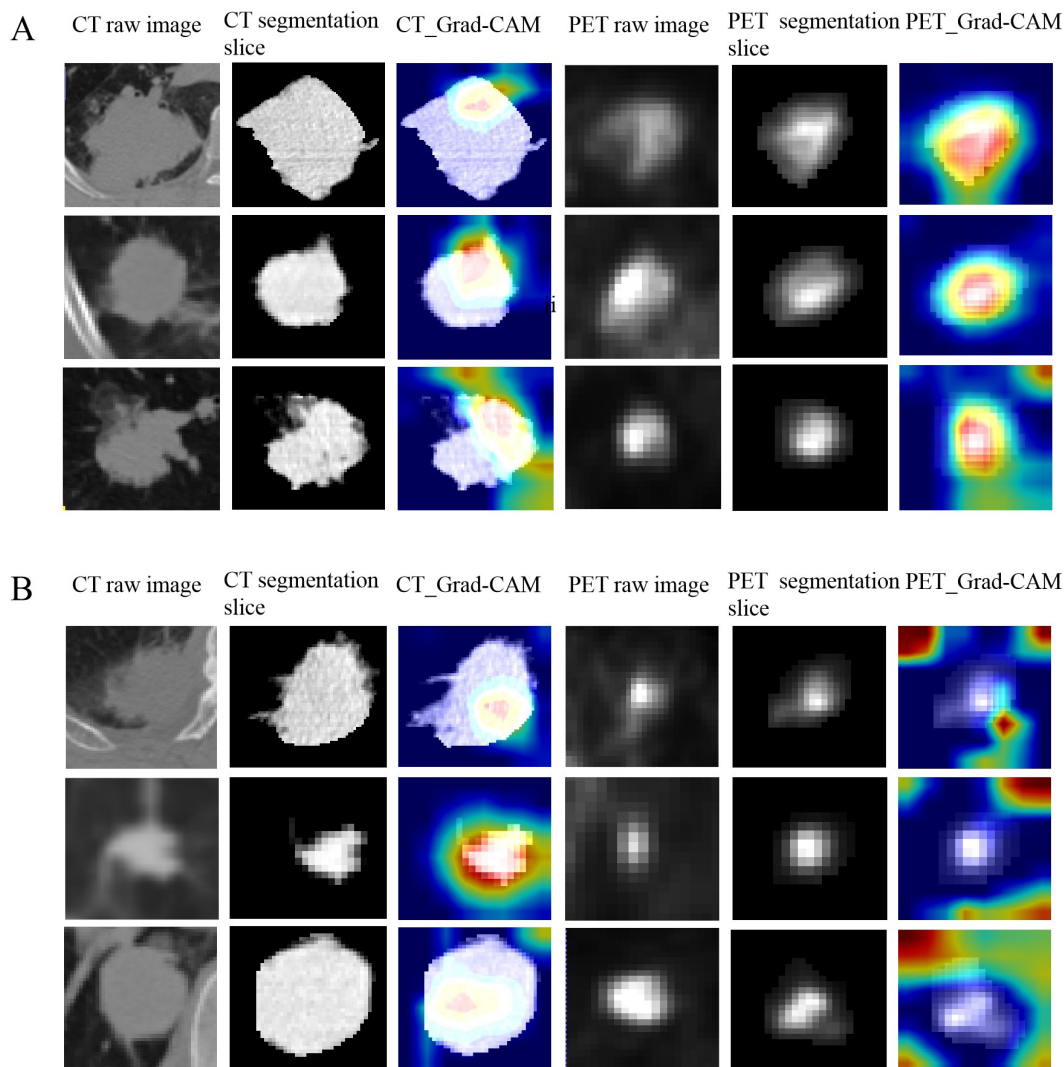 A
CT raw image
CT segmentation
slice
CT_Grad-CAM
PET raw image
PET segmentation
slice
PET_Grad-CAM
B
CT raw image
CT segmentation
slice
CT_Grad-CAM
PET raw image
PET segmentation
slice
PET_Grad-CAM